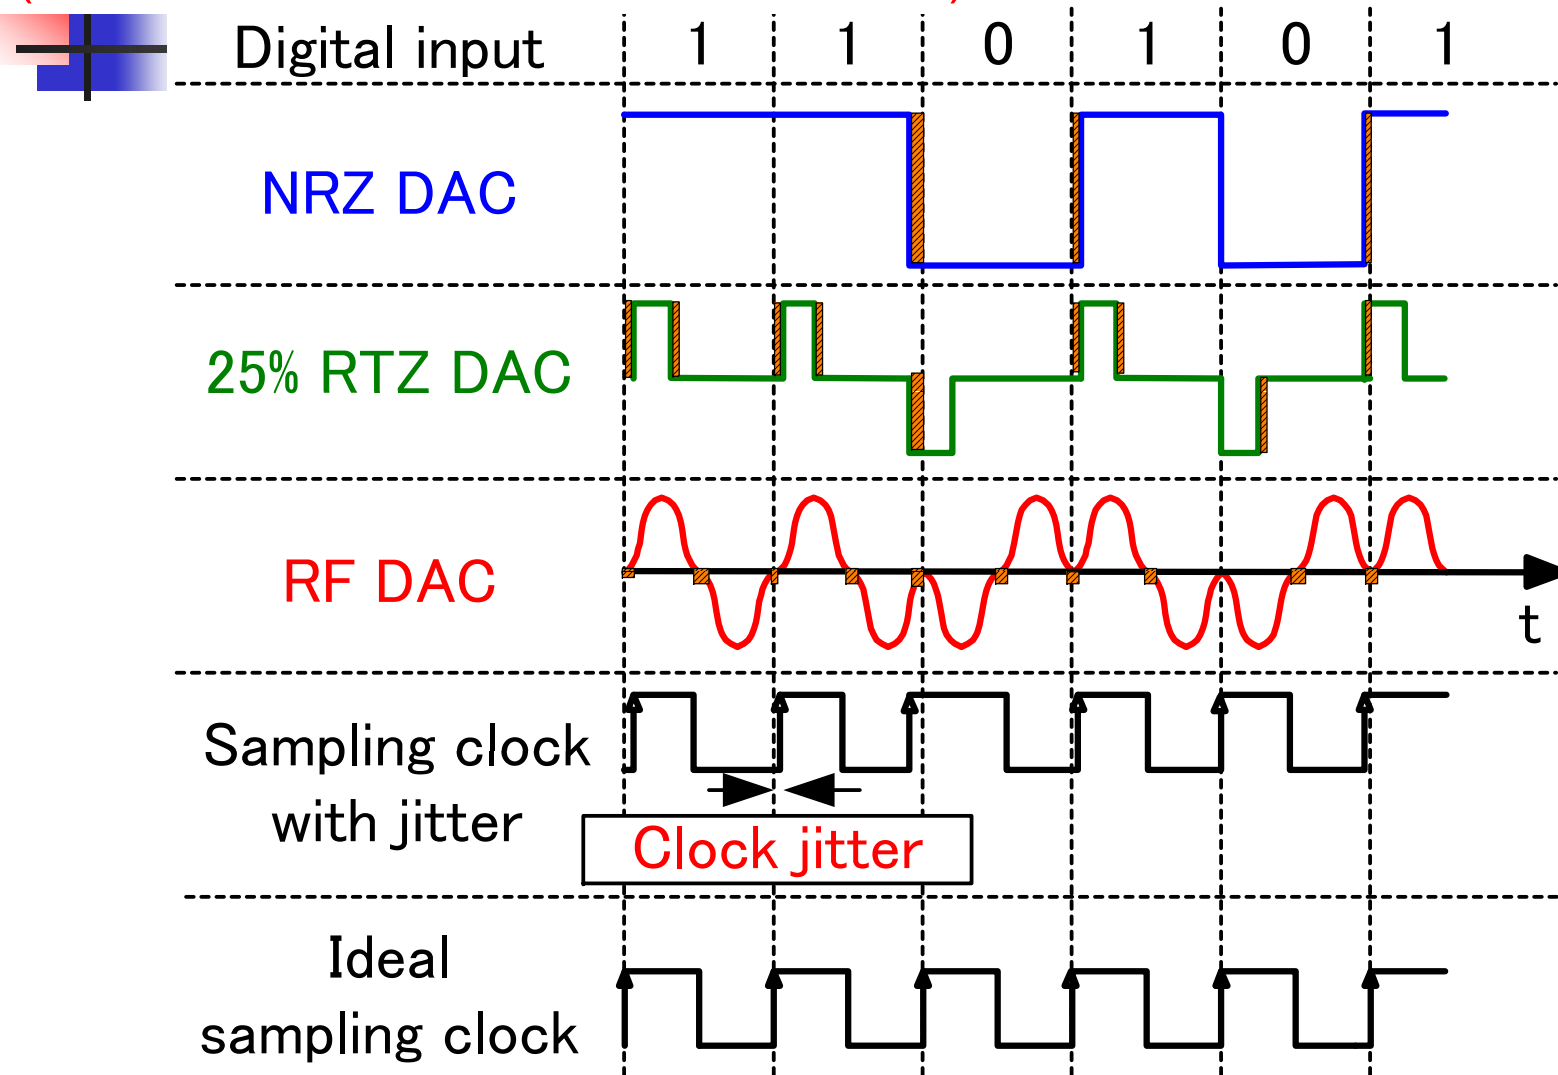 Digital input 1 1 0 1 0 1
NRZ DAC
25% RTZ DAC
RF DAC
t
Sampling clock
with jitter
Clock jitter
Ideal
sampling clock